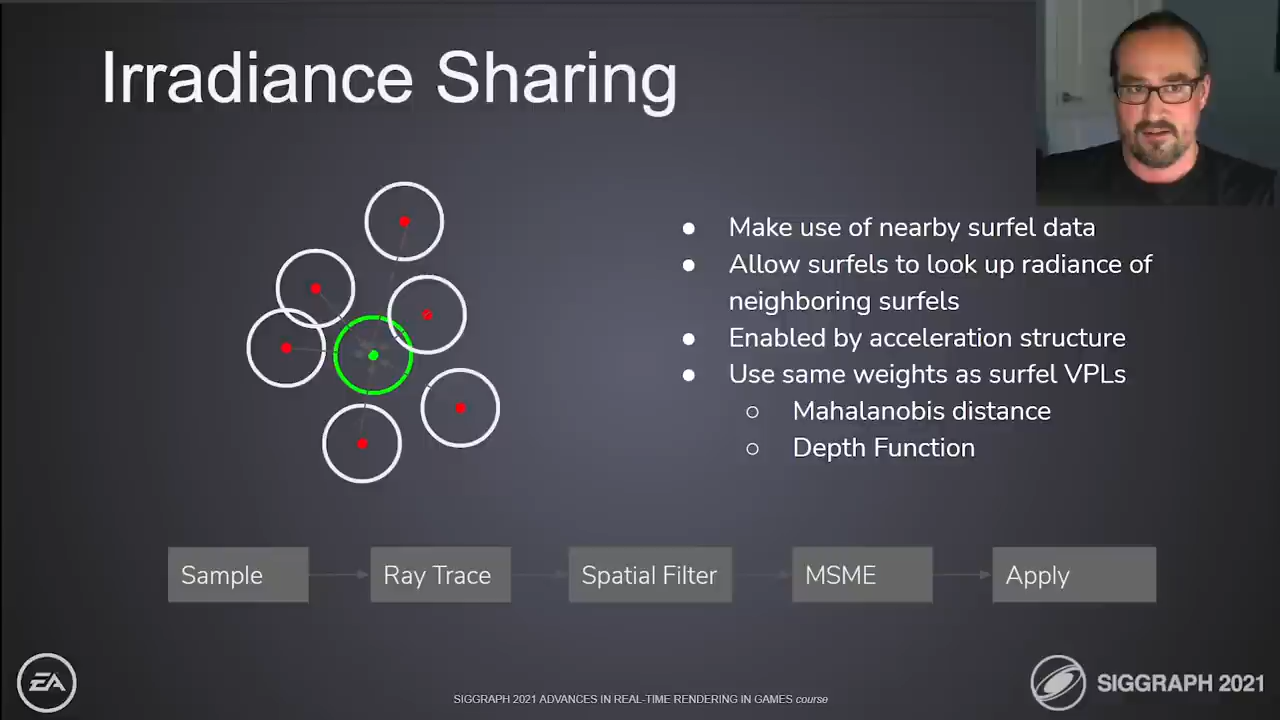 Irradiance Sharing
● Make use of nearby surfel data
● Allow surfels to look up radiance of
neighboring surfels
● Enabled by acceleration structure
● Use same weights as surfel VPLs
○ Mahalanobis distance
○ Depth Function
Sample
Ray Trace
Spatial Filter
MSME
Apply
EA
SIGGRAPH 2021 ADVANCES IN REAL-TIME RENDERING IN GAMES course
SIGGRAPH 2021